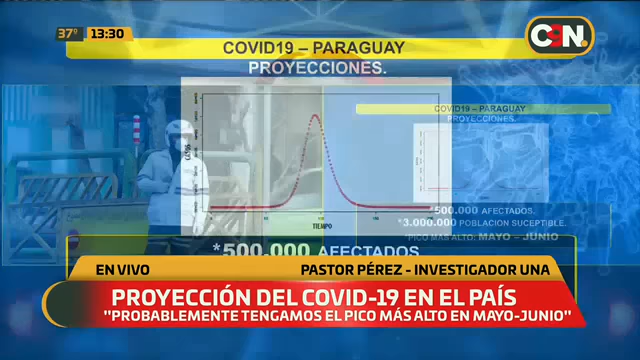 37º 13:30
C9N.
COVID19 – PARAGUAY
PROYECCIONES.
COVID19 – PARAGUAY
PROYECCIONES.
CASOS
TIEMPO
*500.000 AFECTADOS.
*3.000.000 POBLACION SUCEPTIBLE.
*PICO MAS ALTO: MAYO – JUNIO
*500.000 AFECTADOS
EN VIVO
PASTOR PÉREZ - INVESTIGADOR UNA
PROYECCIÓN DEL COVID-19 EN EL PAÍS
"PROBABLEMENTE TENGAMOS EL PICO MÁS ALTO EN MAYO-JUNIO"